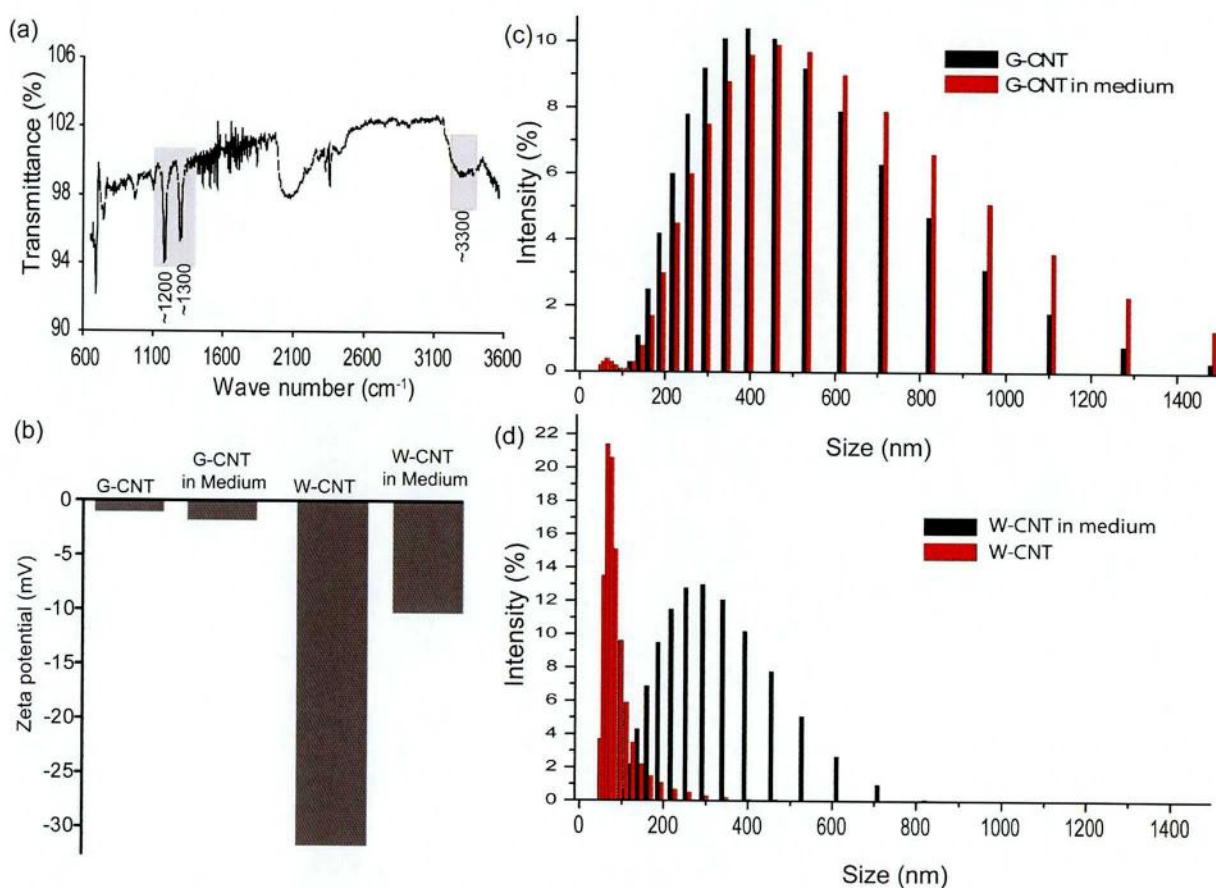 (a)
106
102
98
94
90
Transmittance (%)
~1200
~1300
~3300
600
1100
1600
2100
2600
3100
3600
Wave number (cm⁻¹)
(b)
G-CNT
G-CNT
in Medium
W-CNT
W-CNT
in Medium
0
-5
-10
-15
-20
-25
-30
Zeta potential (mV)
(c)
10
8
6
4
2
0
Intensity (%)
G-CNT
G-CNT in medium
0
200
400
600
800
1000
1200
1400
Size (nm)
(d)
22
20
18
16
14
12
10
8
6
4
2
0
Intensity (%)
W-CNT in medium
W-CNT
0
200
400
600
800
1000
1200
1400
Size (nm)